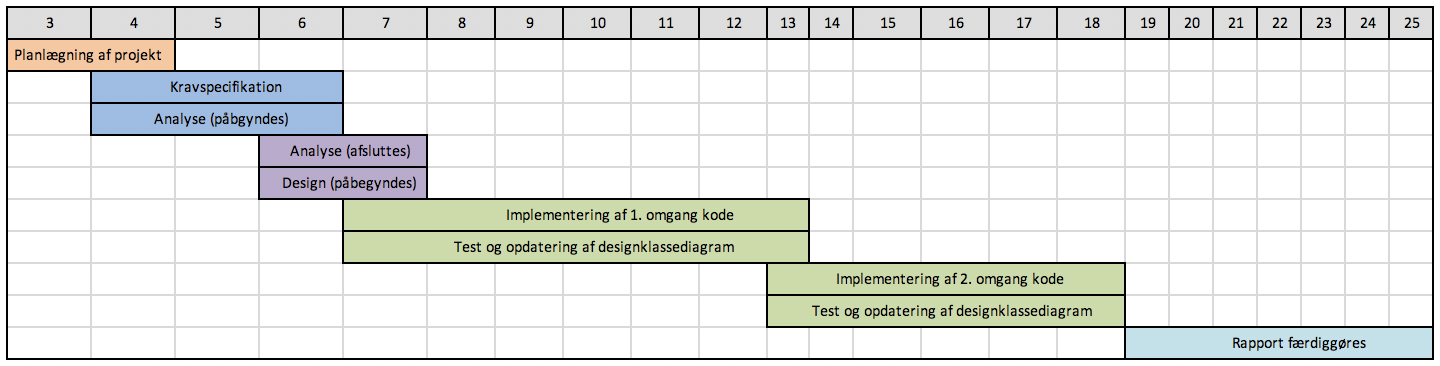 3 4 5 6 7 8 9 10 11 12 13 14 15 16 17 18 19 20 21 22 23 24 25
Planlægning af projekt
Kravspecifikation
Analyse (påbgyndes)
Analyse (afsluttes)
Design (påbegyndes)
Implementering af 1. omgang kode
Test og opdatering af designklassediagram
Implementering af 2. omgang kode
Test og opdatering af designklassediagram
Rapport færdiggøres